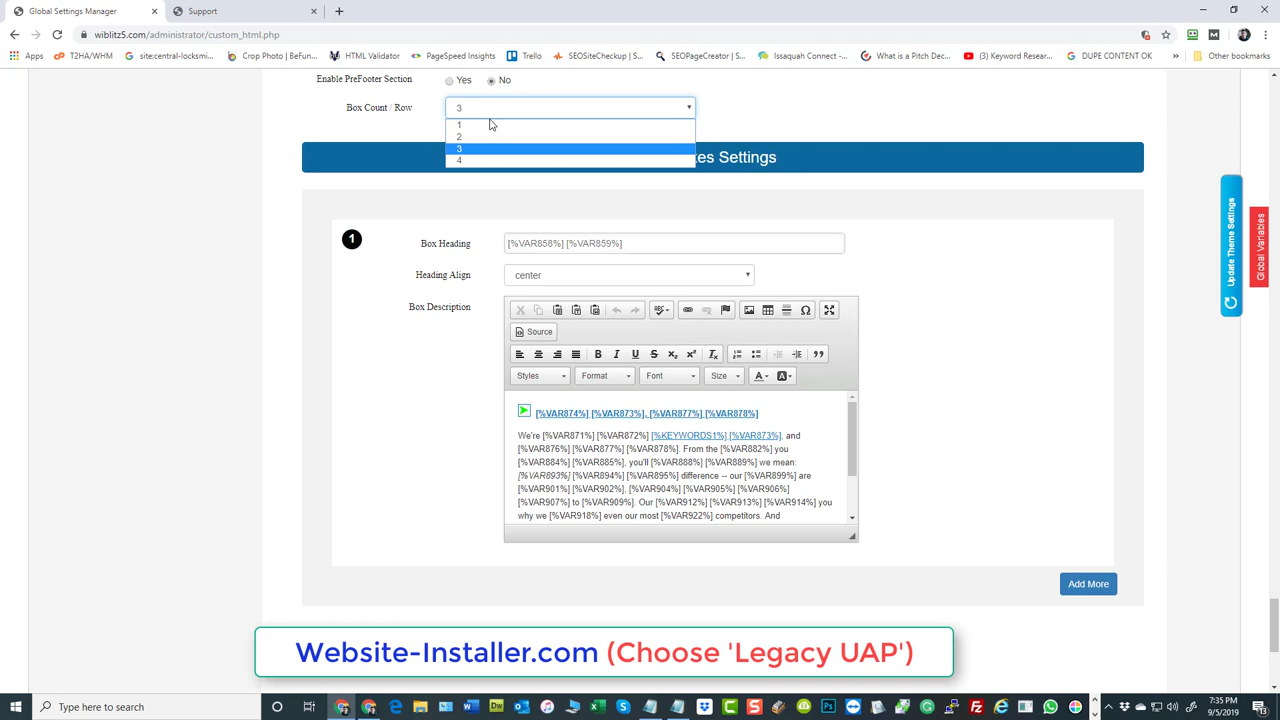 Global Settings Manager
Support
wiblitz5.com/administrator/custom_html.php
Apps
T2HA/WHM
site:central-locksmi...
Crop Photo | BeFun...
HTML Validator
PageSpeed Insights
Trello
SEOSiteCheckup | S...
SEOPageCreator | S...
Issaquah Connect -...
What is a Pitch Dec...
(3) Keyword Resear...
DUPE CONTENT OK
»
Other bookmarks
Enable PreFooter Section
Yes
No
Box Count / Row
3
1
2
3
4
xes Settings
1
Box Heading
[%VAR858%] [%VAR859%]
Heading Align
center
Box Description
Source
Styles
Format
Font
Size
[%VAR874%] [%VAR873%], [%VAR877%] [%VAR878%]
We're [%VAR871%] [%VAR872%] [%KEYWORDS1%] [%VAR873%], and
[%VAR876%] [%VAR877%] [%VAR878%]. From the [%VAR882%] you
[%VAR884%] [%VAR885%], you'll [%VAR888%] [%VAR889%] we mean:
[%VAR893%] [%VAR894%] [%VAR895%] difference -- our [%VAR899%] are
[%VAR901%] [%VAR902%], [%VAR904%] [%VAR905%] [%VAR906%]
[%VAR907%] to [%VAR909%]. Our [%VAR912%] [%VAR913%] [%VAR914%] you
why we [%VAR918%] even our most [%VAR922%] competitors. And
Add More
Update Theme Settings
Global Variables
Website-Installer.com (Choose 'Legacy UAP')
Type here to search
7:35 PM
9/5/2019